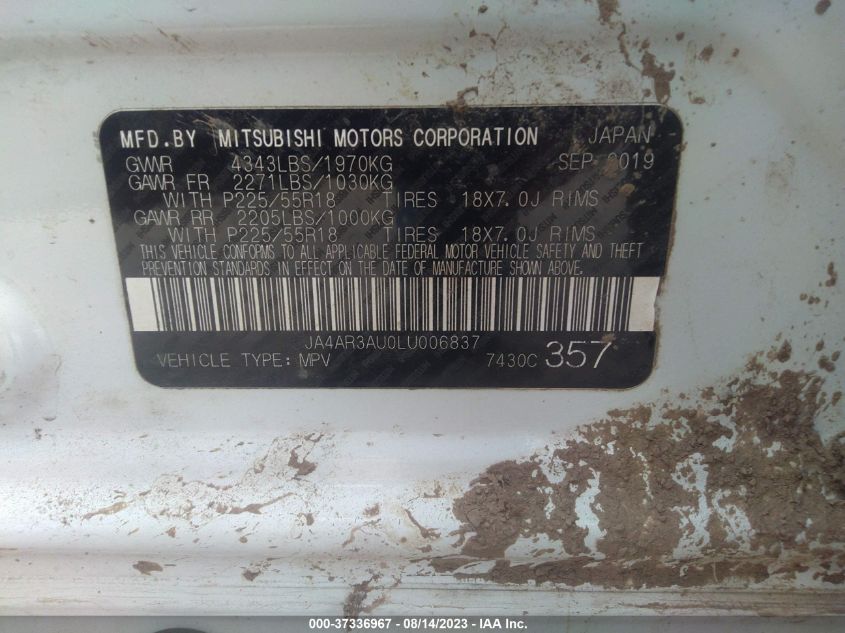 MFD.BY MITSUBISHI MOTORS CORPORATION JAPAN
GVWR 4343LBS/1970KG SEP 2019
GAWR FR 2271LBS/1030KG
WITH P225/55R18 TIRES 18X7.0J RIMS
GAWR RR 2205LBS/1000KG
WITH P225/55R18 TIRES 18X7.0J RIMS
THIS VEHICLE CONFORMS TO ALL APPLICABLE FEDERAL MOTOR VEHICLE SAFETY AND THEFT
PREVENTION STANDARDS IN EFFECT ON THE DATE OF MANUFACTURE SHOWN ABOVE.
JA4AR3AU0LU006837
VEHICLE TYPE: MPV 7430C 357
000-37336967 - 08/14/2023 - IAA Inc.